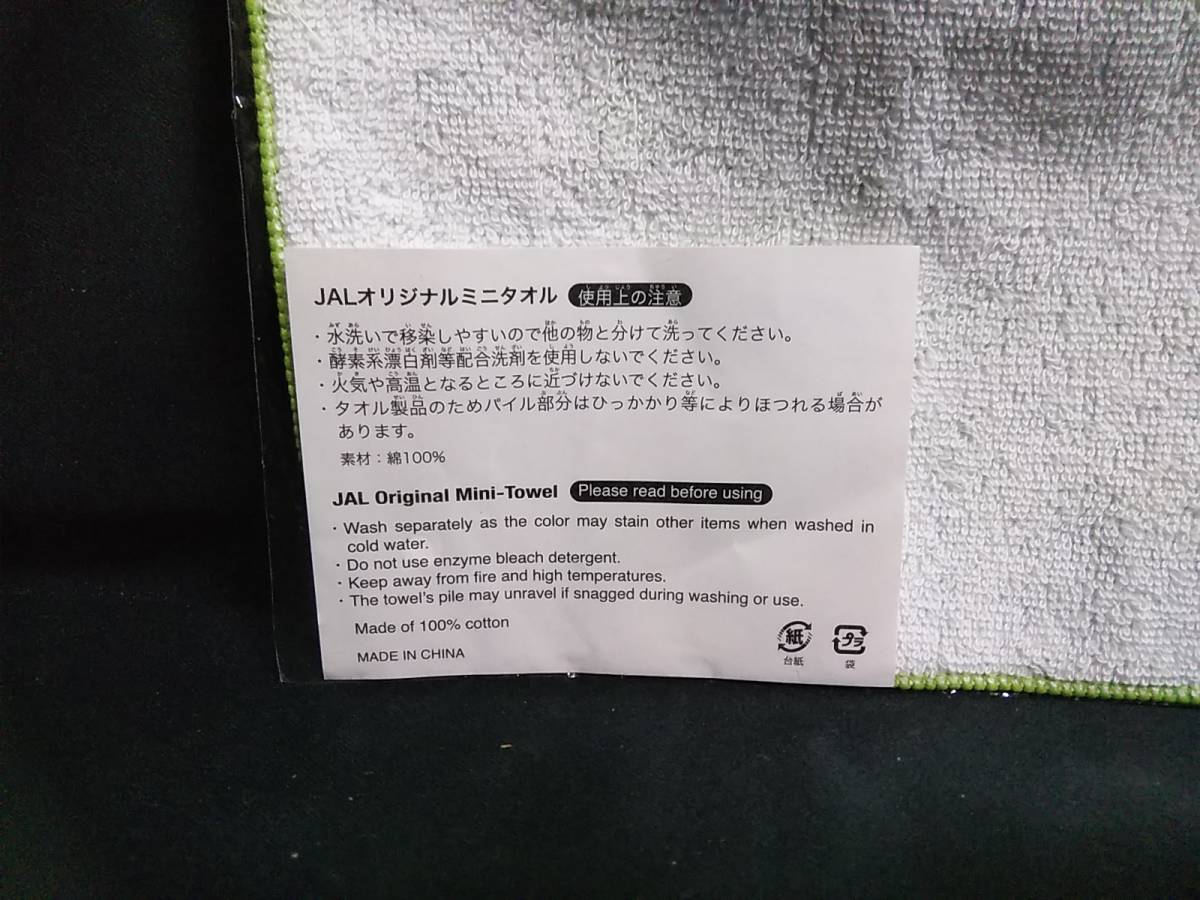 JALオリジナルミニタオル 使用上の注意
・水洗いで移染しやすいので他の物と分けて洗ってください。
・酵素系漂白剤等配合洗剤を使用しないでください。
・火気や高温となるところに近づけないでください。
・タオル製品のためパイル部分はひっかかり等によりほつれる場合が
あります。
素材：綿100%
JAL Original Mini-Towel Please read before using
・Wash separately as the color may stain other items when washed in
cold water.
・Do not use enzyme bleach detergent.
・Keep away from fire and high temperatures.
・The towel's pile may unravel if snagged during washing or use.
Made of 100% cotton
MADE IN CHINA
紙 プラ
台紙 袋